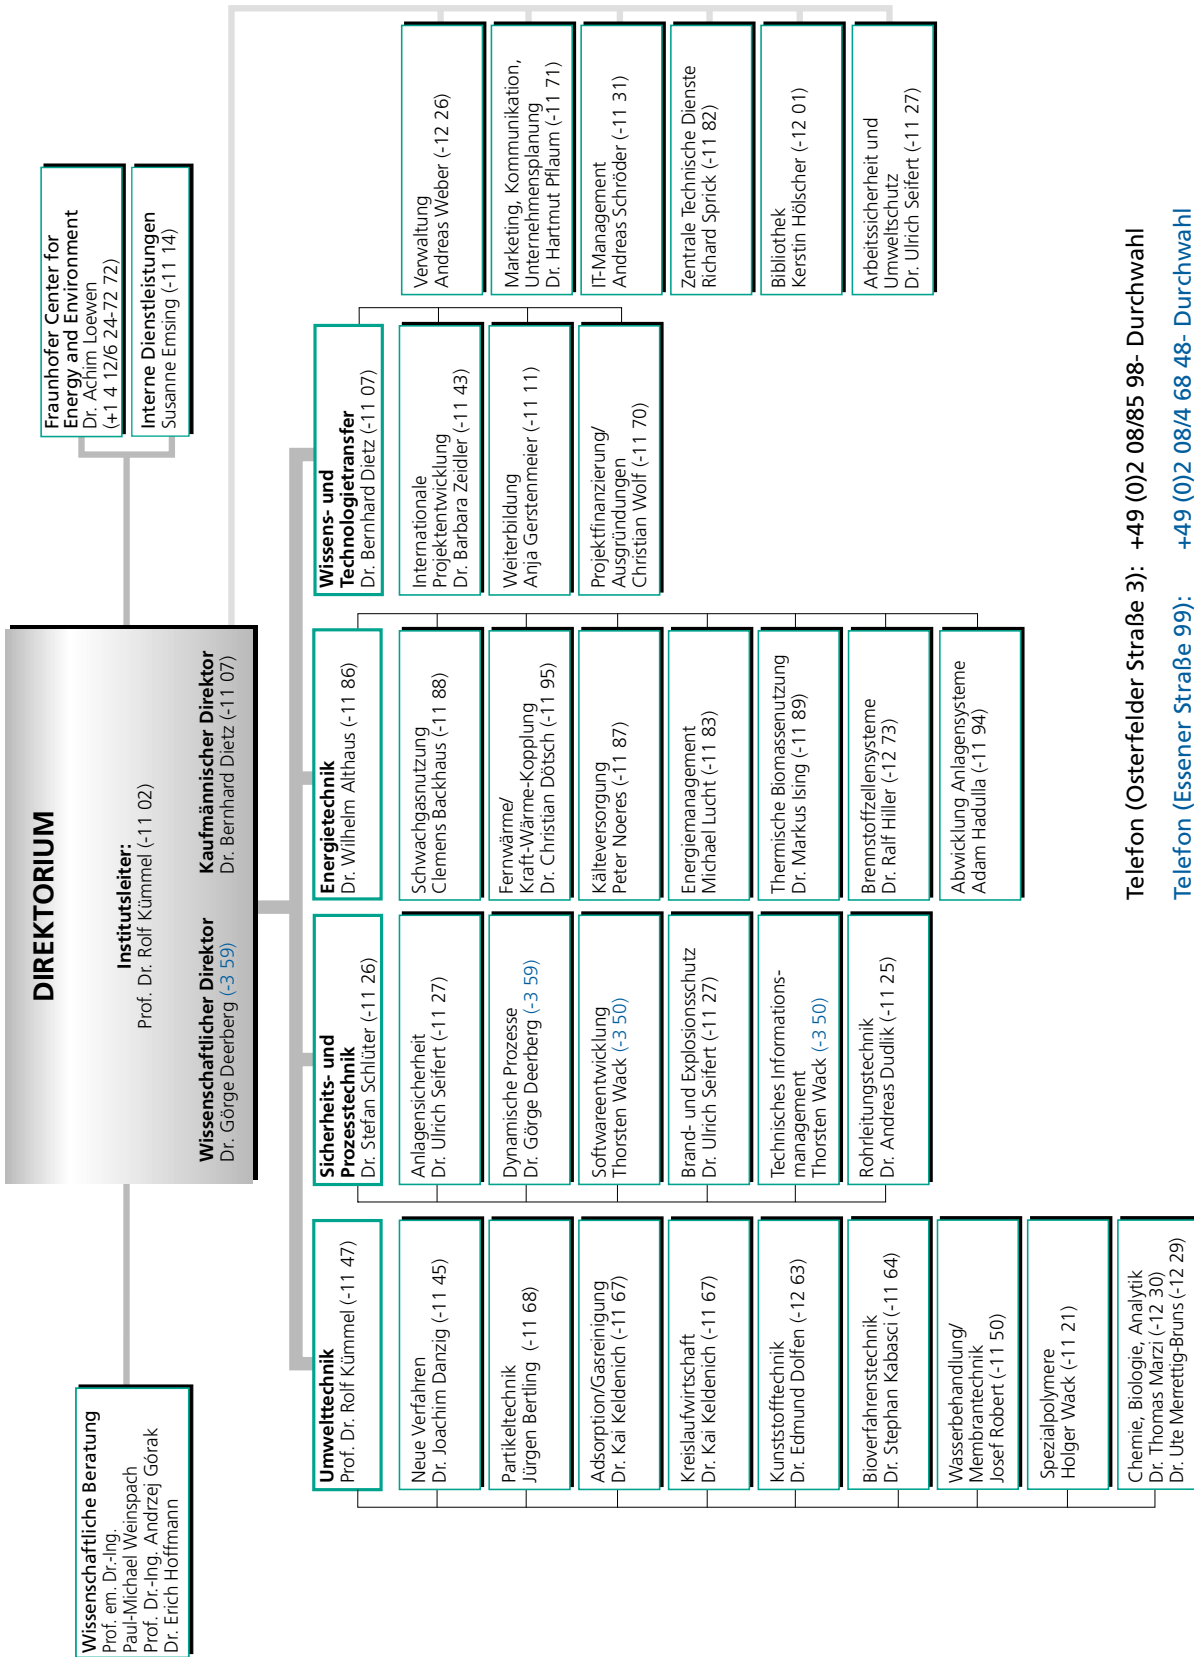 DIREKTORIUM
Institutsleiter:
Prof. Dr. Rolf Kümmel (-11 02)
Wissenschaftlicher Direktor
Dr. Görge Deerberg (-3 59)
Kaufmännischer Direktor
Dr. Bernhard Dietz (-11 07)
Wissenschaftliche Beratung
Prof. em. Dr.-Ing.
Paul-Michael Weinspach
Prof. Dr.-Ing. Andrzej Górak
Dr. Erich Hoffmann
Fraunhofer Center for
Energy and Environment
Dr. Achim Loewen
(+1 4 12/6 24-72 72)
Interne Dienstleistungen
Susanne Emsing (-11 14)
Umwelttechnik
Prof. Dr. Rolf Kümmel (-11 47)
Neue Verfahren
Dr. Joachim Danzig (-11 45)
Partikeltechnik
Jürgen Bertling (-11 68)
Adsorption/Gasreinigung
Dr. Kai Keldenich (-11 67)
Kreislaufwirtschaft
Dr. Kai Keldenich (-11 67)
Kunststofftechnik
Dr. Edmund Dolfen (-12 63)
Bioverfahrenstechnik
Dr. Stephan Kabasci (-11 64)
Wasserbehandlung/
Membrantechnik
Josef Robert (-11 50)
Spezialpolymere
Holger Wack (-11 21)
Chemie, Biologie, Analytik
Dr. Thomas Marzi (-12 30)
Dr. Ute Merrettig-Bruns (-12 29)
Sicherheits- und
Prozesstechnik
Dr. Stefan Schlüter (-11 26)
Anlagensicherheit
Dr. Ulrich Seifert (-11 27)
Dynamische Prozesse
Dr. Görge Deerberg (-3 59)
Softwareentwicklung
Thorsten Wack (-3 50)
Brand- und Explosionsschutz
Dr. Ulrich Seifert (-11 27)
Technisches Informations-
management
Thorsten Wack (-3 50)
Rohrleitungstechnik
Dr. Andreas Dudlik (-11 25)
Energietechnik
Dr. Wilhelm Althaus (-11 86)
Schwachgasnutzung
Clemens Backhaus (-11 88)
Fernwärme/
Kraft-Wärme-Kopplung
Dr. Christian Dötsch (-11 95)
Kälteversorgung
Peter Noeres (-11 87)
Energiemanagement
Michael Lucht (-11 83)
Thermische Biomassenutzung
Dr. Markus Ising (-11 89)
Brennstoffzellensysteme
Dr. Ralf Hiller (-12 73)
Abwicklung Anlagensysteme
Adam Hadulla (-11 94)
Wissens- und
Technologietransfer
Dr. Bernhard Dietz (-11 07)
Internationale
Projektentwicklung
Dr. Barbara Zeidler (-11 43)
Weiterbildung
Anja Gerstenmeier (-11 11)
Projektfinanzierung/
Ausgründungen
Christian Wolf (-11 70)
Verwaltung
Andreas Weber (-12 26)
Marketing, Kommunikation,
Unternehmensplanung
Dr. Hartmut Pflaum (-11 71)
IT-Management
Andreas Schröder (-11 31)
Zentrale Technische Dienste
Richard Sprick (-11 82)
Bibliothek
Kerstin Hölscher (-12 01)
Arbeitssicherheit und
Umweltschutz
Dr. Ulrich Seifert (-11 27)
Telefon (Osterfelder Straße 3): +49 (0)2 08/85 98- Durchwahl
Telefon (Essener Straße 99): +49 (0)2 08/4 68 48- Durchwahl